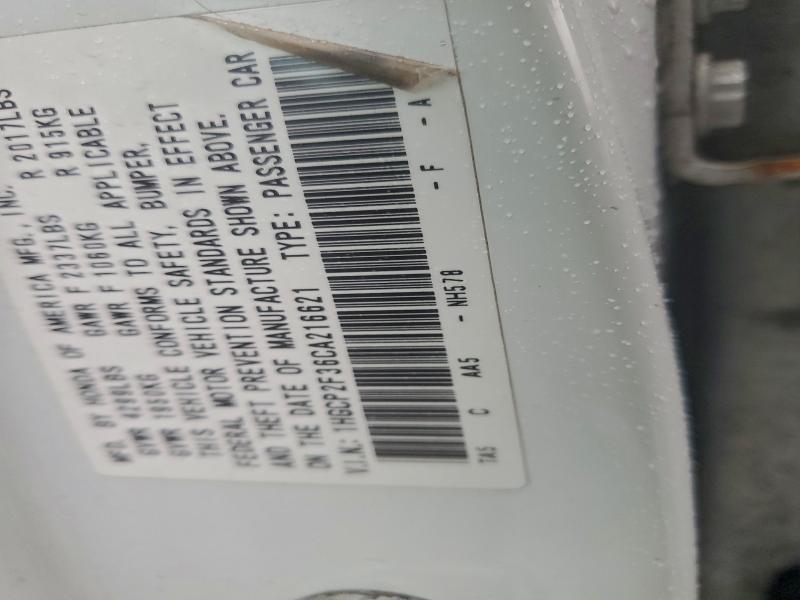 MFD. BY HONDA OF AMERICA MFG., INC.
GVWR 4299LBS GAWR F 2337LBS R 2017LBS
GVWR 1950KG GAWR F 1060KG R 915KG
THIS VEHICLE CONFORMS TO ALL APPLICABLE
FEDERAL MOTOR VEHICLE SAFETY, BUMPER,
AND THEFT PREVENTION STANDARDS IN EFFECT
ON THE DATE OF MANUFACTURE SHOWN ABOVE.
V.I.N: 1HGCP2F36CA216621 TYPE: PASSENGER CAR
TA5 C AA5 - NH578 - F - A